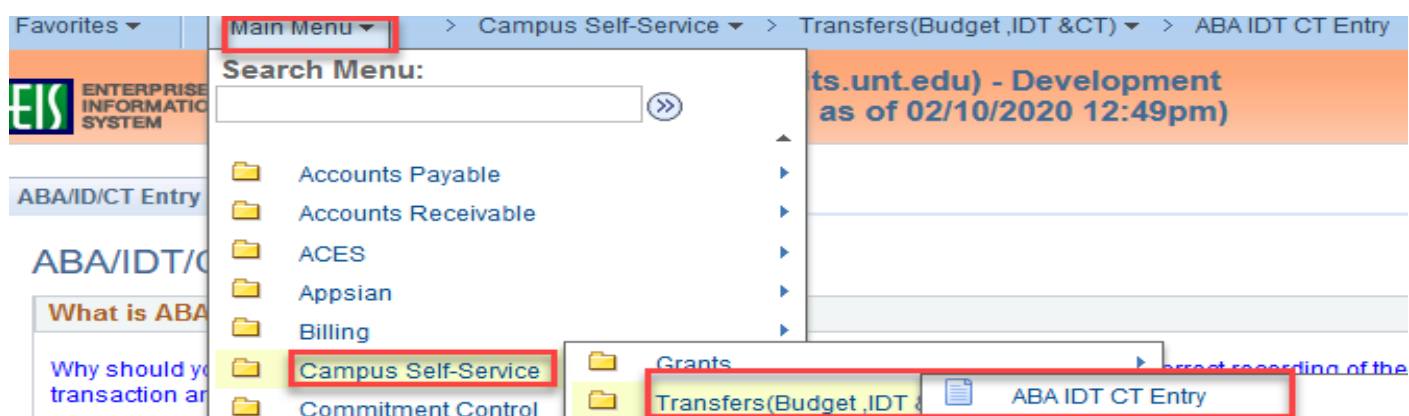 Favorites Main Menu > Campus Self-Service > Transfers(Budget ,IDT &CT) > ABA IDT CT Entry
Search Menu:
EIS ENTERPRISE
INFORMATIC
SYSTEM
its.unt.edu) - Development
as of 02/10/2020 12:49pm)
Accounts Payable
ABA/ID/CT Entry
Accounts Receivable
ABA/IDT/C
ACES
Appsian
What is ABA
Billing
Why should yo
Campus Self-Service
Grants
orrect recording of the
transaction ar
Commitment Control
Transfers(Budget ,IDT &
ABA IDT CT Entry